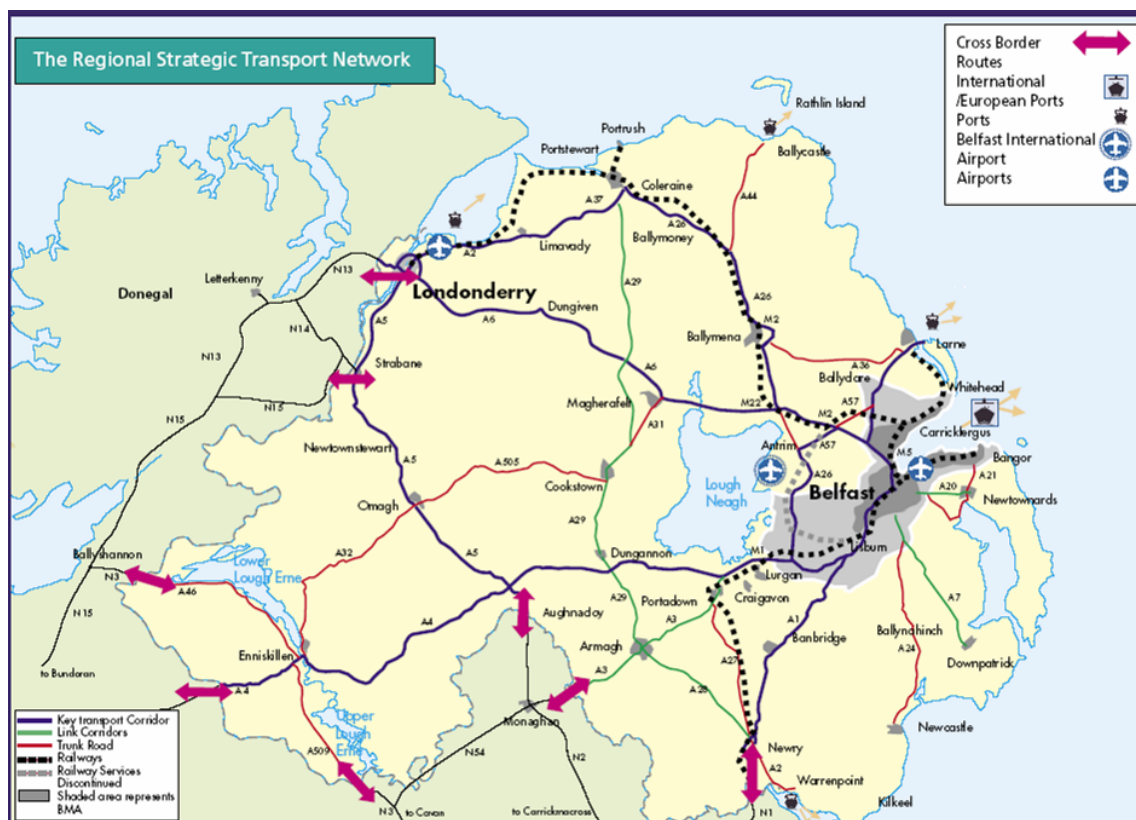 The Regional Strategic Transport Network
Cross Border
Routes
International
/European Ports
Ports
Belfast International
Airport
Airports
Rathlin Island
Portrush
Portstewart
Ballycastle
Coleraine
A37
A44
A26
A2
Limavady
Ballymoney
N13
Letterkenny
Londonderry
A29
Donegal
Dungiven
A26
A5
A6
M2
N14
Ballymena
Larne
N13
Strabane
A6
A36
Ballyclare
Whitehead
N15
Magherafelt
M22
A57
M2
N15
A31
Carrickfergus
Newtownstewart
Antrim
A57
M5
Bangor
A505
A5
A26
A21
Lough
Neagh
Belfast
A20
Cookstown
Newtownards
Omagh
A29
Lisburn
Ballyshannon
A32
Lower
Lough Erne
A5
Dungannon
M1
N3
Lurgan
A46
A29
Portadown
Craigavon
A7
N15
Aughnacloy
A3
A1
A4
Armagh
Banbridge
Ballynahinch
Enniskillen
A27
A24
Downpatrick
to Bundoran
A3
A4
A28
Monaghan
Newcastle
Upper
Lough
Erne
Newry
A509
N54
N2
A2
Warrenpoint
Kilkeel
N3
to Cavan
to Carrickmacross
N1
Key transport Corridor
Link Corridors
Trunk Road
Railways
Railway Services
Discontinued
Shaded area represents
BMA